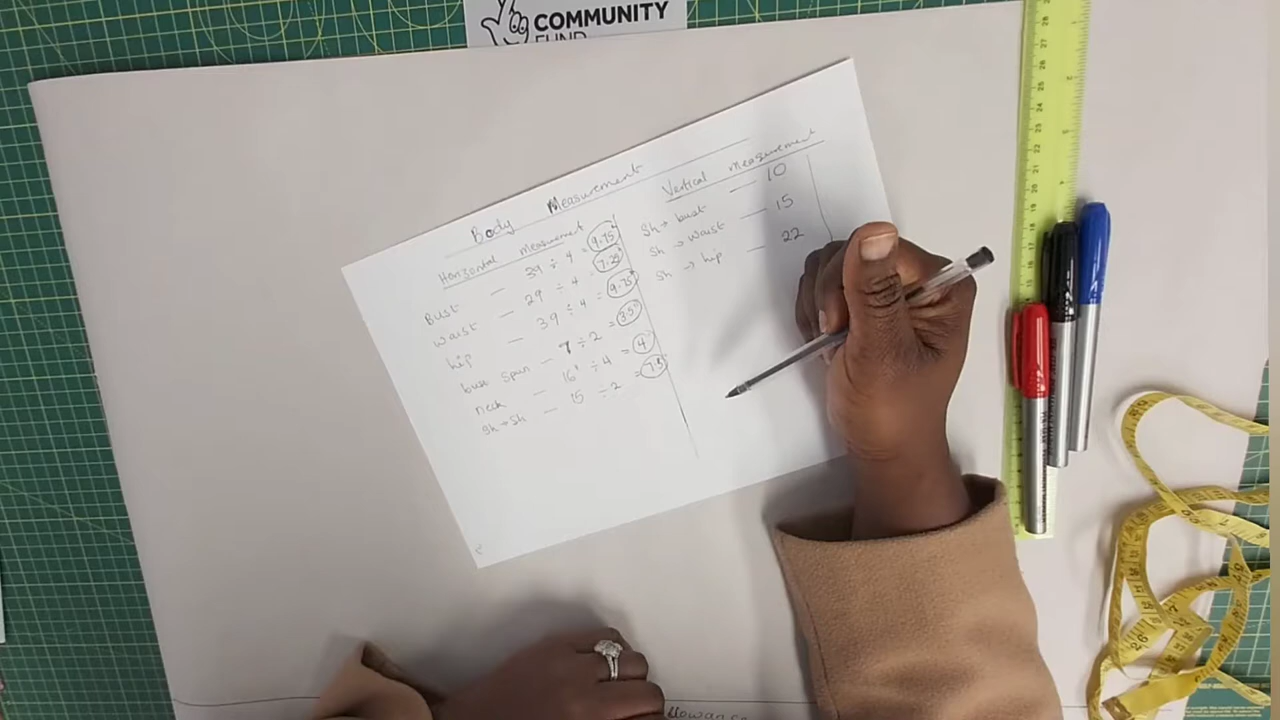 COMMUNITY
FUND
Body Measurement
Horizontal measurement
Bust — 39 ÷ 4 = 9.75"
Waist — 29 ÷ 4 = 7.25"
hip — 39 ÷ 4 = 9.75"
bust span — 7 ÷ 2 = 3.5"
neck — 16" ÷ 4 = 4"
Sh → Sh — 15 ÷ 2 = 7.5"
Vertical measurement
Sh → bust — 10
Sh → waist — 15
Sh → hip — 22
llowance